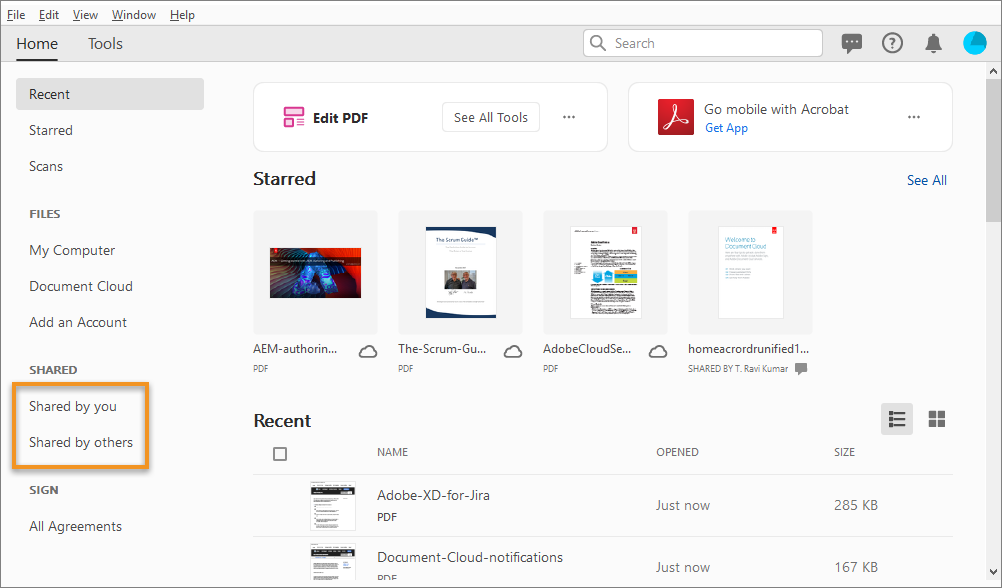 File Edit View Window Help
Home Tools Search
Recent
Starred
Scans
FILES
My Computer
Document Cloud
Add an Account
SHARED
Shared by you
Shared by others
SIGN
All Agreements
Edit PDF See All Tools
Go mobile with Acrobat
Get App
Starred See All
The Scrum Guide™
Welcome to
Document Cloud
AEM-authorin... The-Scrum-Gu... AdobeCloudSe... homeacrordrunified1...
PDF PDF PDF SHARED BY T. Ravi Kumar
Recent
NAME OPENED SIZE
Adobe-XD-for-Jira
PDF
Just now 285 KB
Document-Cloud-notifications
PDF
Just now 167 KB